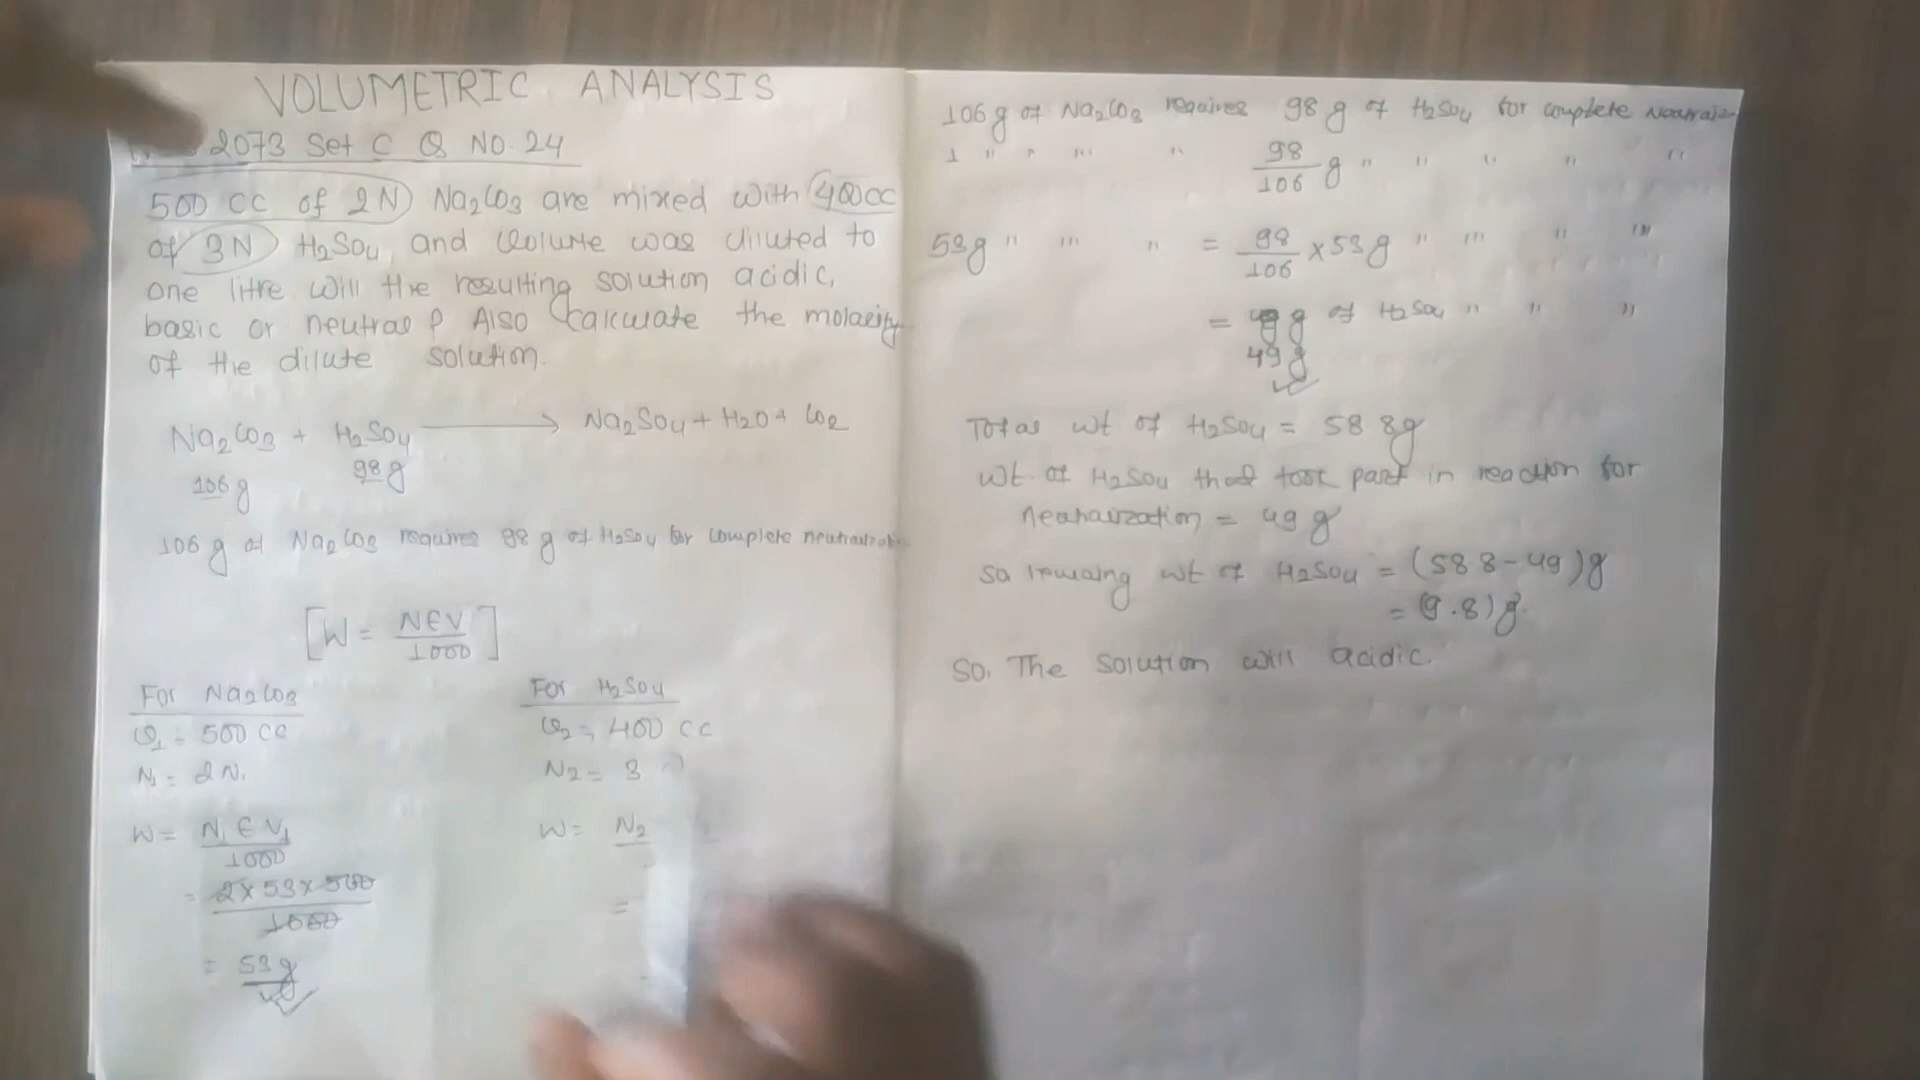 VOLUMETRIC ANALYSIS
2073 Set C Q NO. 24
500 CC of 2N Na2CO3 are mixed with 400CC
of 3N H2SO4 and volume was diluted to
one litre will the resulting solution acidic,
basic or neutral ? Also calculate the molarity
of the dilute solution.
Na2CO3 + H2SO4 → Na2SO4 + H2O + CO2
106 g 98 g
106 g of Na2CO3 requires 98 g of H2SO4 for complete
[W = NEV / 1000]
For Na2CO3
V1 = 500 CC
N1 = 2N.
W = N1 E V1 / 1000
= 2 x 53 x 500 / 1000
= 53 g
For H2SO4
V2 = 400 CC
N2 = 3
W = N2
=
106 g of Na2CO3 requires 98 g of H2SO4 for complete
1 " " " " 98/106 g " " " " "
53g " " " = 98/106 x 53 g " " " "
= 49 g of H2SO4 " " "
49 g
Total wt of H2SO4 = 58.8g
Wt. of H2SO4 that took part in reaction for
= 49 g
So wt of H2SO4 = (58.8 - 49) g
= (9.8) g.
So, The solution will acidic.